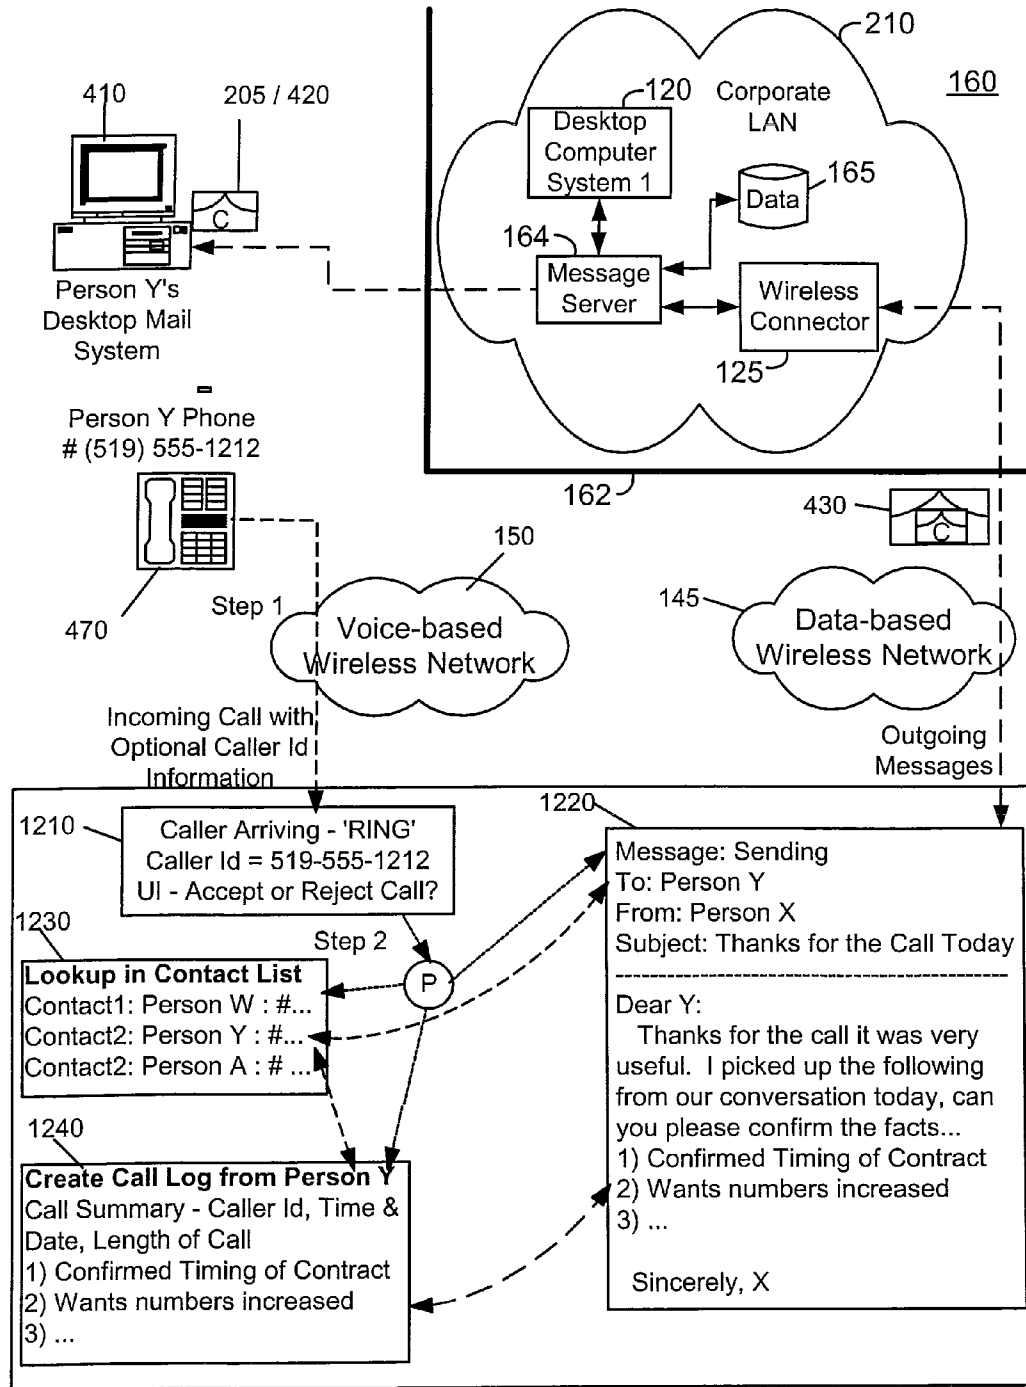 210
160
410
205 / 420
120
Corporate
LAN
Desktop
Computer
System 1
165
Data
C
164
Message
Server
Wireless
Connector
125
Person Y's
Desktop Mail
System
Person Y Phone
# (519) 555-1212
162
430
C
150
145
470
Step 1
Voice-based
Wireless Network
Data-based
Wireless Network
Incoming Call with
Optional Caller Id
Information
Outgoing
Messages
1210
Caller Arriving - 'RING'
Caller Id = 519-555-1212
UI - Accept or Reject Call?
1220
Message: Sending
To: Person Y
From: Person X
Subject: Thanks for the Call Today
Dear Y:
Thanks for the call it was very
useful. I picked up the following
from our conversation today, can
you please confirm the facts...
1) Confirmed Timing of Contract
2) Wants numbers increased
3) ...
Sincerely, X
1230
Step 2
P
Lookup in Contact List
Contact1: Person W : #...
Contact2: Person Y : #...
Contact2: Person A : # ...
1240
Create Call Log from Person Y
Call Summary - Caller Id, Time &
Date, Length of Call
1) Confirmed Timing of Contract
2) Wants numbers increased
3) ...